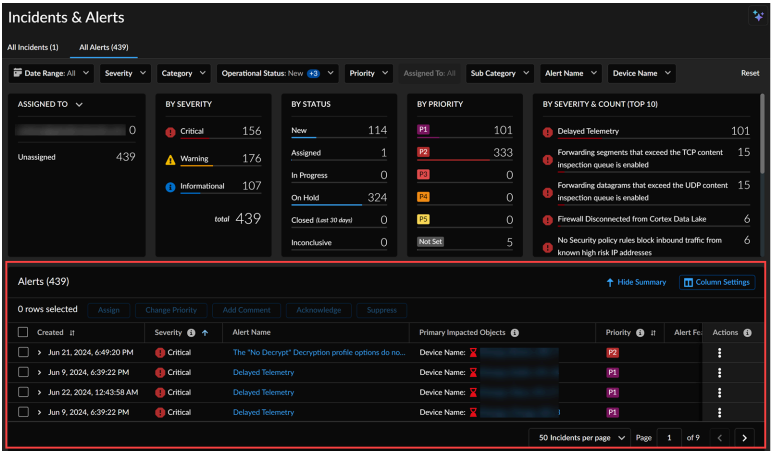 Incidents & Alerts
All Incidents (1) All Alerts (439)
Date Range: All Severity Category Operational Status: New +3 Priority Assigned To: All Sub Category Alert Name Device Name Reset
ASSIGNED TO
0
Unassigned 439
BY SEVERITY
Critical 156
Warning 176
Informational 107
total 439
BY STATUS
New 114
Assigned 1
In Progress 0
On Hold 324
Closed (Last 30 days) 0
Inconclusive 0
BY PRIORITY
P1 101
P2 333
P3 0
P4 0
P5 0
Not Set 5
BY SEVERITY & COUNT (TOP 10)
Delayed Telemetry 101
Forwarding segments that exceed the TCP content 15
inspection queue is enabled
Forwarding datagrams that exceed the UDP content 15
inspection queue is enabled
Firewall Disconnected from Cortex Data Lake 6
No Security policy rules block inbound traffic from 6
known high risk IP addresses
Alerts (439) Hide Summary Column Settings
0 rows selected Assign Change Priority Add Comment Acknowledge Suppress
Created Severity Alert Name Primary Impacted Objects Priority Alert Fe Actions
Jun 21, 2024, 6:49:20 PM Critical The "No Decrypt" Decryption profile options do no... Device Name: P2
Jun 9, 2024, 6:39:22 PM Critical Delayed Telemetry Device Name: P1
Jun 22, 2024, 12:43:58 AM Critical Delayed Telemetry Device Name: P1
Jun 9, 2024, 6:39:22 PM Critical Delayed Telemetry Device Name: P1
50 Incidents per page Page 1 of 9